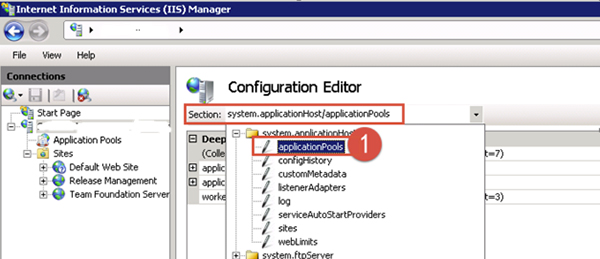 Internet Information Services (IIS) Manager
File View Help
Connections
Start Page
Application Pools
Sites
Default Web Site
Release Management
Team Foundation Server
Configuration Editor
Section: system.applicationHost/applicationPools
Deep
(Colle
applic
applic
worke
t=7)
t=3)
system.applicationHos
applicationPools
1
configHistory
customMetadata
listenerAdapters
log
serviceAutoStartProviders
sites
webLimits
system.ftpServer